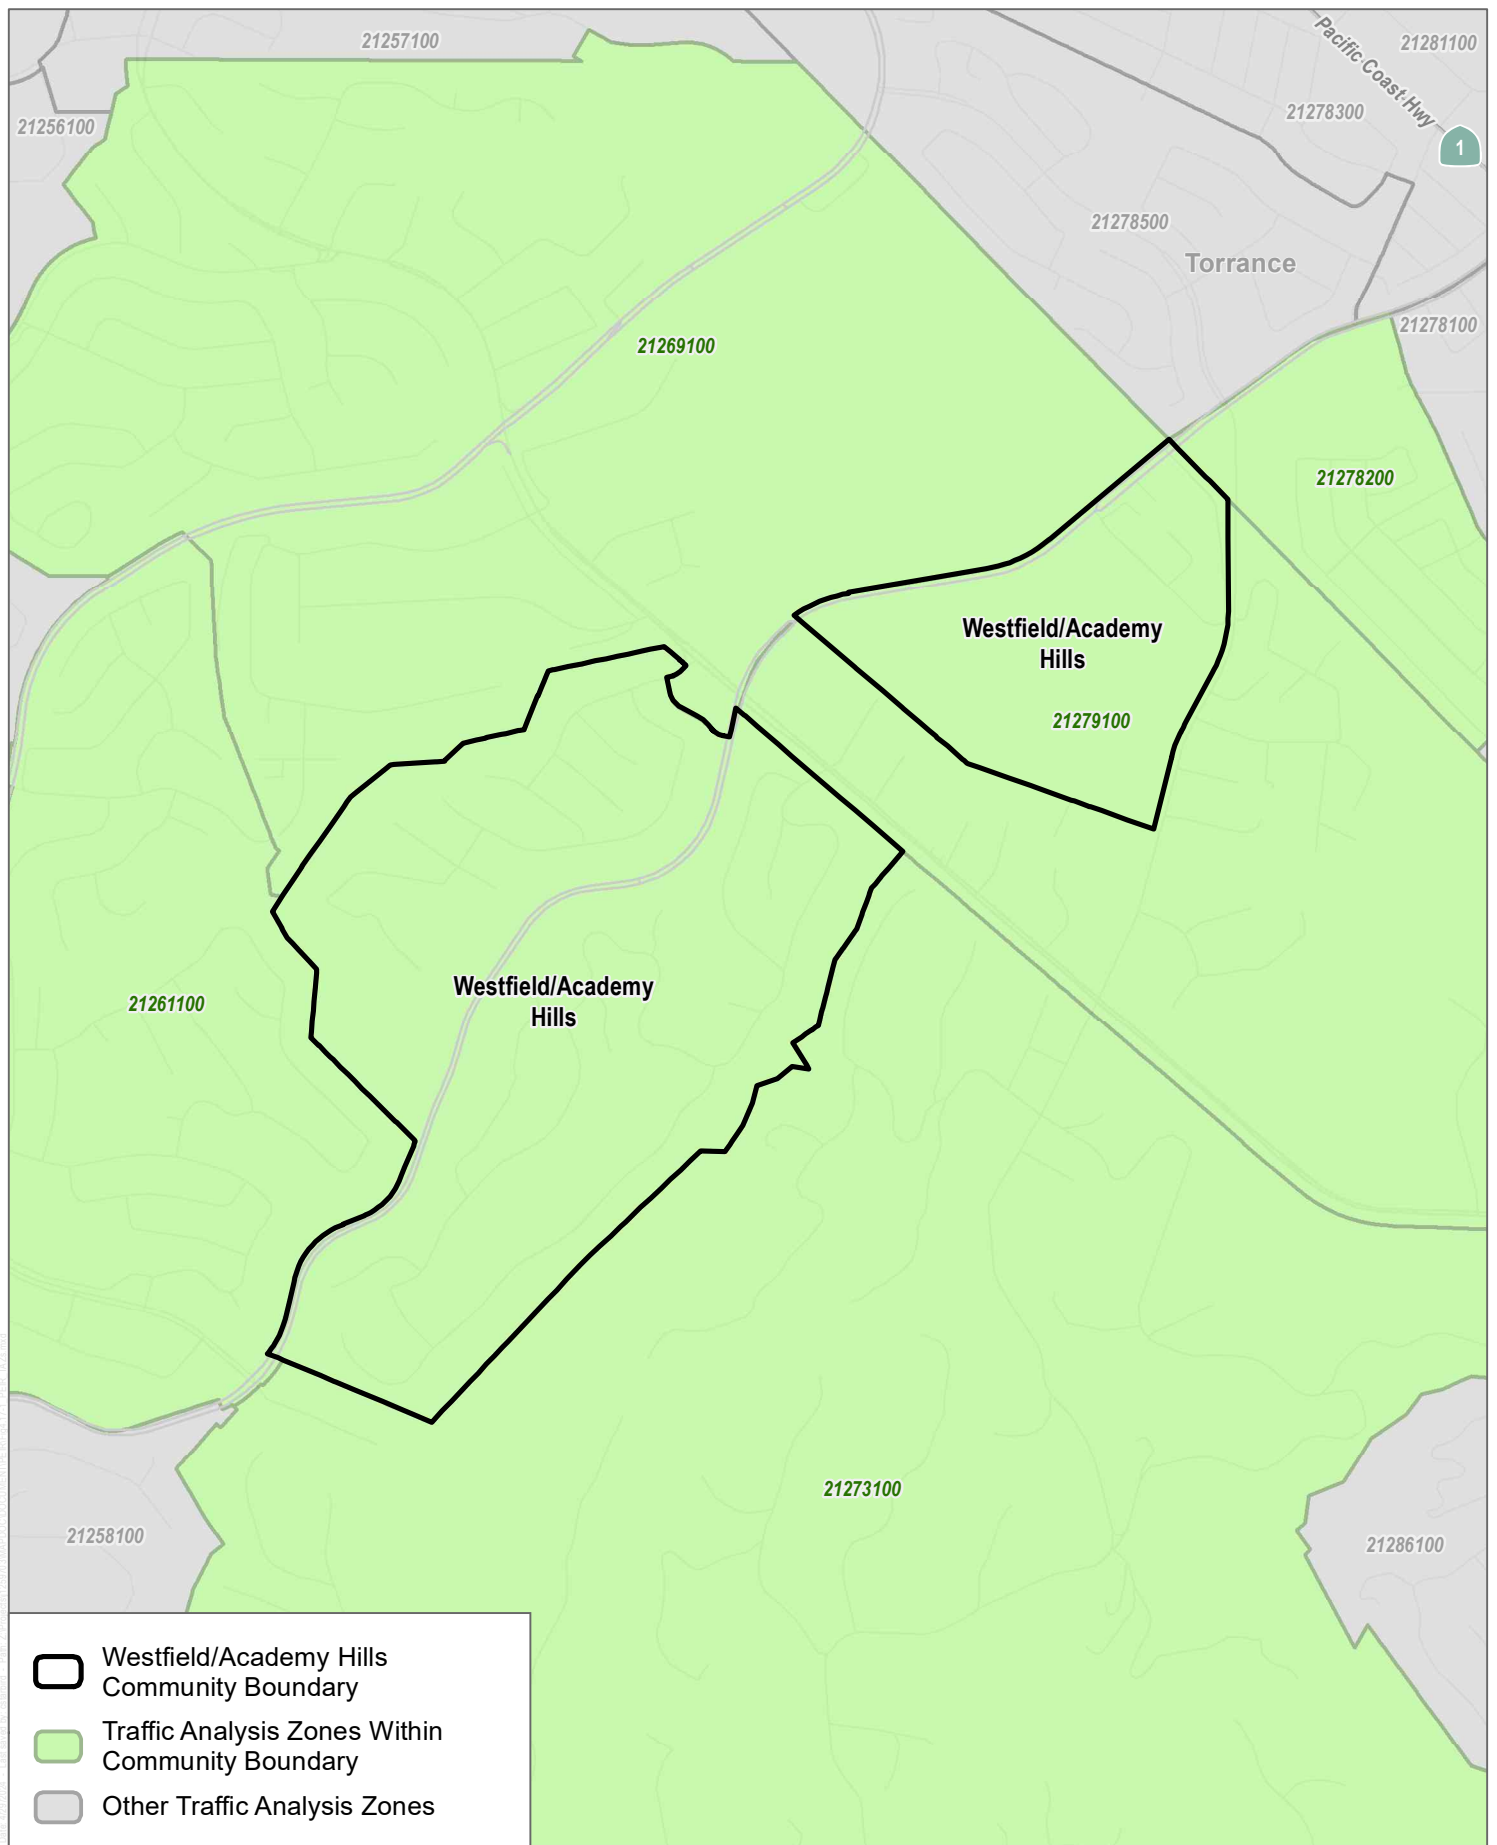 21257100
21281100
Pacific Coast Hwy
21278300
21256100
1
21278500
Torrance
21278100
21269100
21278200
Westfield/Academy
Hills
21279100
Westfield/Academy
Hills
21261100
21273100
21258100
21286100
Westfield/Academy Hills
Community Boundary
Traffic Analysis Zones Within
Community Boundary
Other Traffic Analysis Zones